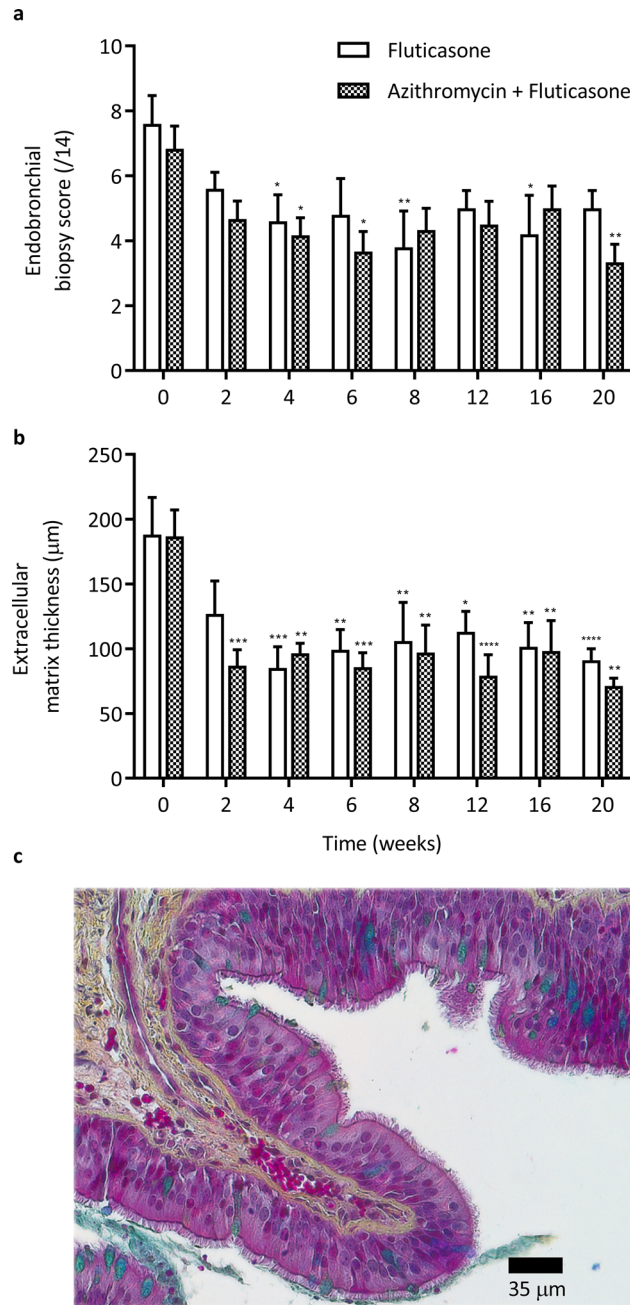 a
Fluticasone
Azithromycin + Fluticasone
Endobronchial
biopsy score (/14)
10
8
6
4
2
0
* * * ** * **
0 2 4 6 8 12 16 20
b
Extracellular
matrix thickness (µm)
250
200
150
100
50
0
*** *** ** ** *** ** ** * **** ** ** **** **
0 2 4 6 8 12 16 20
Time (weeks)
c
35 µm